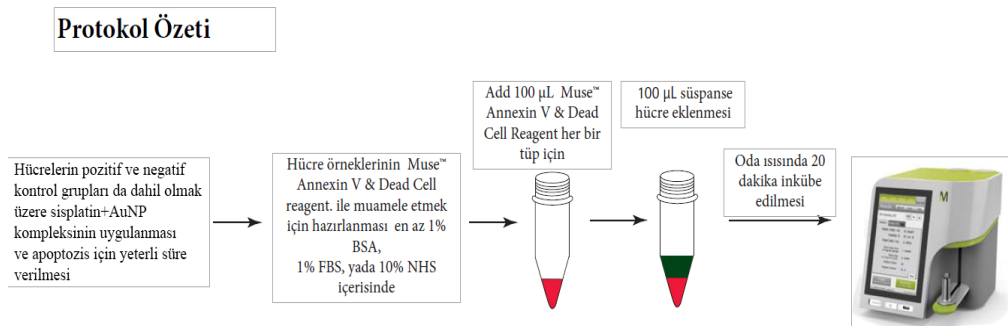 Protokol Özeti
Hücrelerin pozitif ve negatif
kontrol grupları da dahil olmak
üzere sisplatin+AuNP
kompleksinin uygulanması
ve apoptozis için yeterli süre
verilmesi
Hücre örneklerinin Muse™
Annexin V & Dead Cell
reagent. ile muamele etmek
için hazırlanması en az 1%
BSA,
1% FBS, yada 10% NHS
içerisinde
Add 100 µL Muse™
Annexin V & Dead
Cell Reagent her bir
tüp için
100 µL süspanse
hücre eklenmesi
Oda ısısında 20
dakika inkübe
edilmesi
M